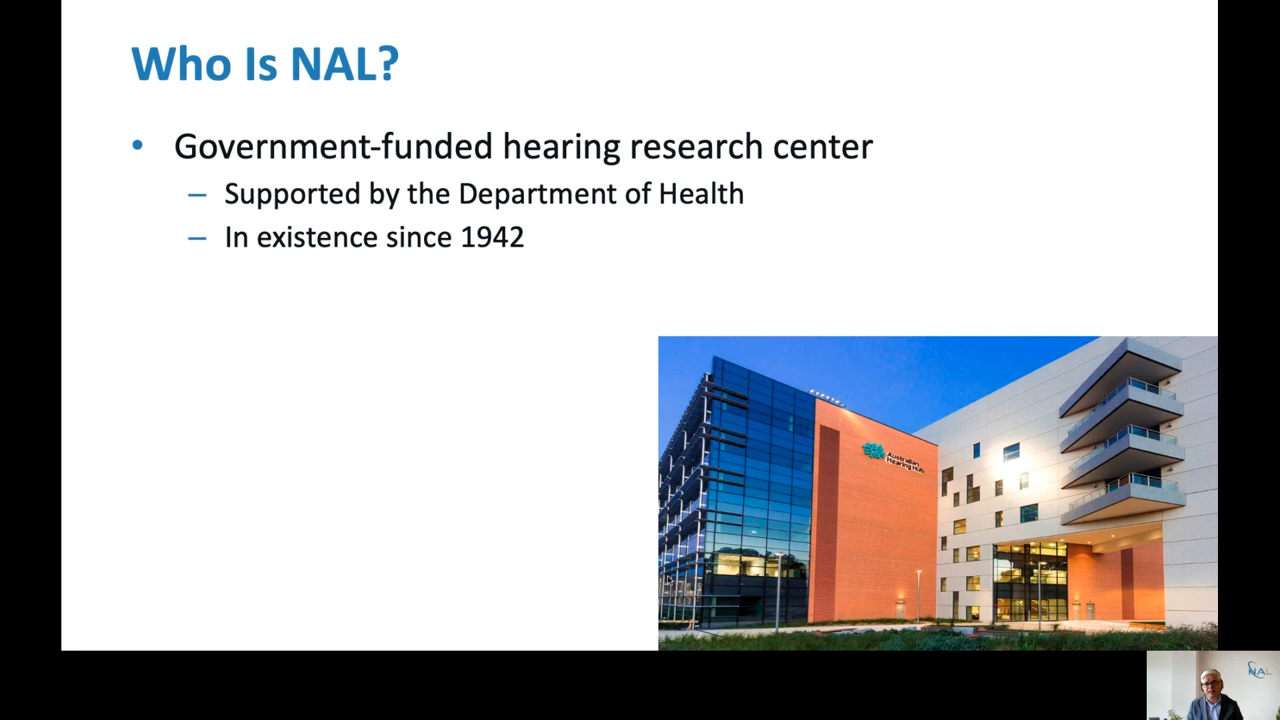 Who Is NAL?
• Government-funded hearing research center
– Supported by the Department of Health
– In existence since 1942
Australian
Hearing Hub
NAL